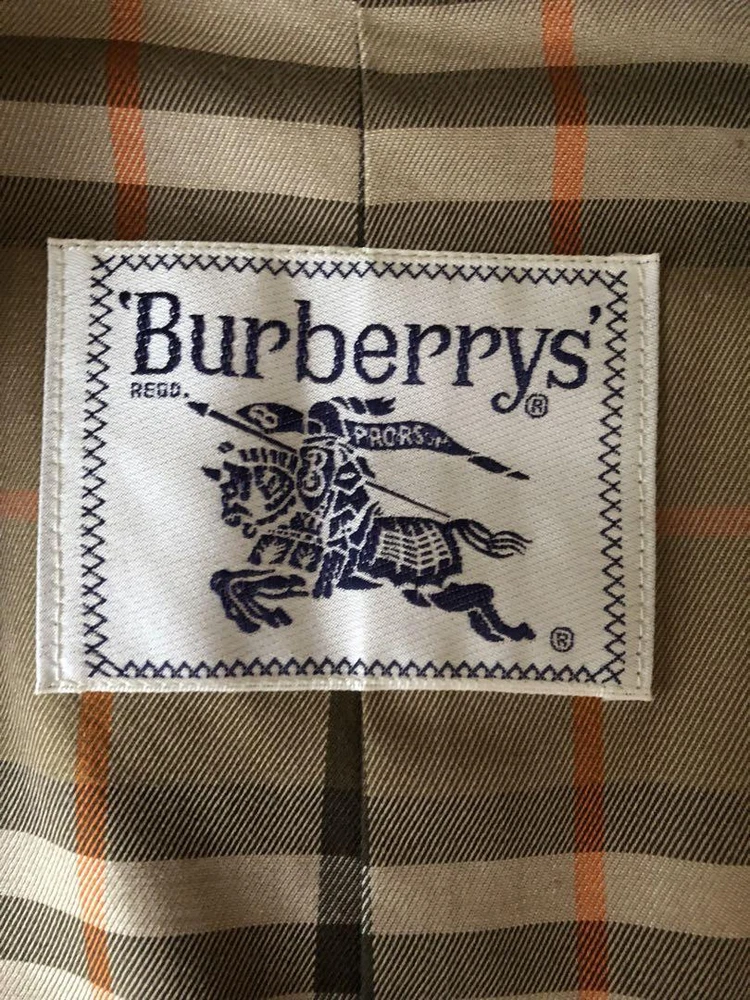 'Burberrys'
REGD.
®
PRORSUM
B
®